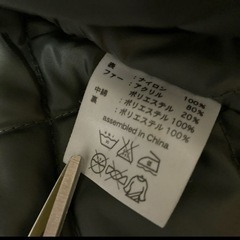 表 : ナイロン 100%
ファー : アクリル 80%
ポリエステル 20%
中綿 : ポリエステル 100%
裏 : ポリエステル 100%
assembled in China